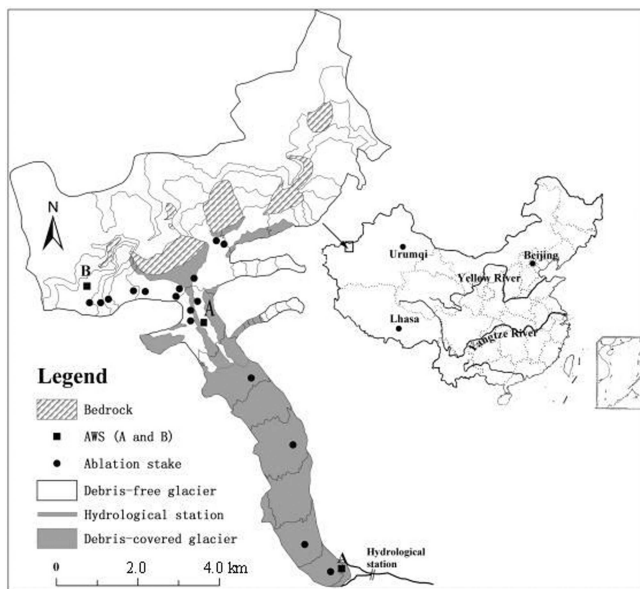 N
B
A
Legend
Bedrock
AWS (A and B)
Ablation stake
Debris-free glacier
Hydrological station
Debris-covered glacier
0 2.0 4.0 km
A
Hydrological
station
Urumqi
Beijing
Yellow River
Lhasa
Yangtze River